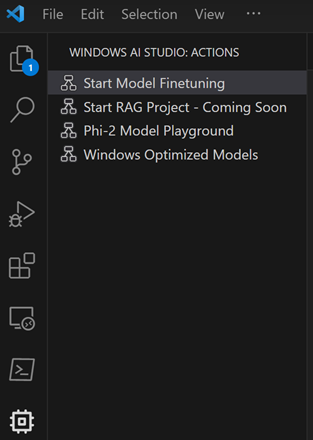 File Edit Selection View ...
WINDOWS AI STUDIO: ACTIONS
1
Start Model Finetuning
Start RAG Project - Coming Soon
Phi-2 Model Playground
Windows Optimized Models